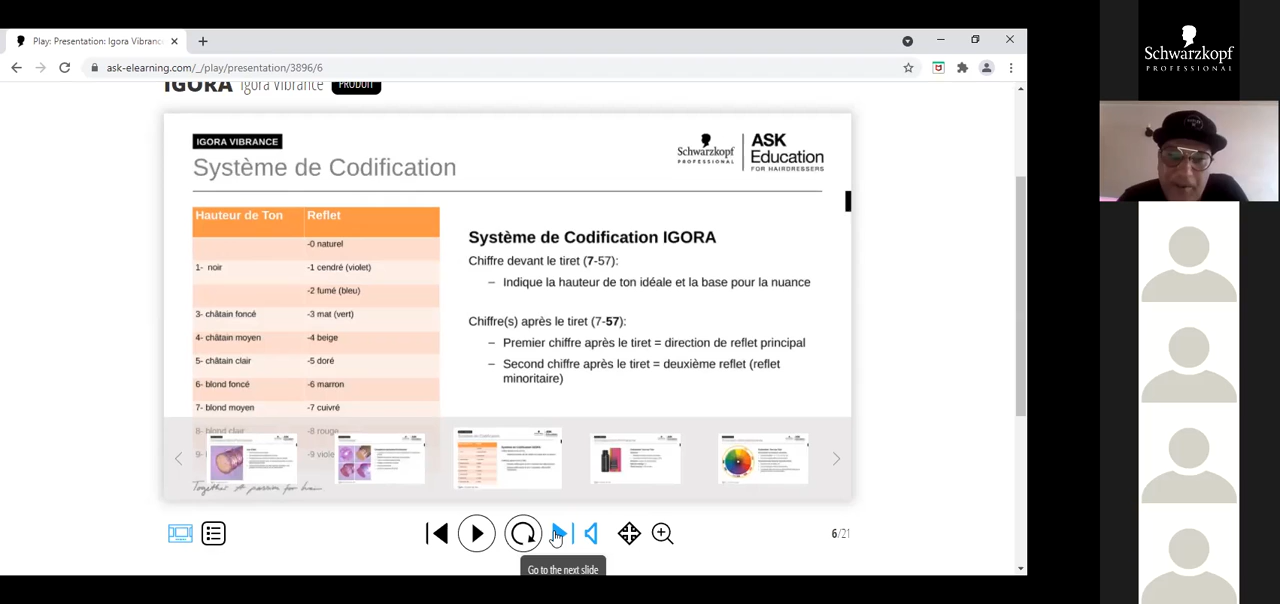 Play: Presentation: Igora Vibranc
ask-elearning.com/_/play/presentation/3896/6
IGORA Igora Vibrance PRODUIT
IGORA VIBRANCE
Système de Codification
Schwarzkopf
PROFESSIONAL
ASK
Education
FOR HAIRDRESSERS
Hauteur de Ton Reflet
-0 naturel
1- noir -1 cendré (violet)
-2 fumé (bleu)
3- châtain foncé -3 mat (vert)
4- châtain moyen -4 beige
5- châtain clair -5 doré
6- blond foncé -6 marron
7- blond moyen -7 cuivré
8- blond clair -8 rouge
9- -9 viole
Système de Codification IGORA
Chiffre devant le tiret (7-57):
– Indique la hauteur de ton idéale et la base pour la nuance
Chiffre(s) après le tiret (7-57):
– Premier chiffre après le tiret = direction de reflet principal
– Second chiffre après le tiret = deuxième reflet (reflet
minoritaire)
Together. A passion for hair.
6/21
Go to the next slide
Schwarzkopf
PROFESSIONAL